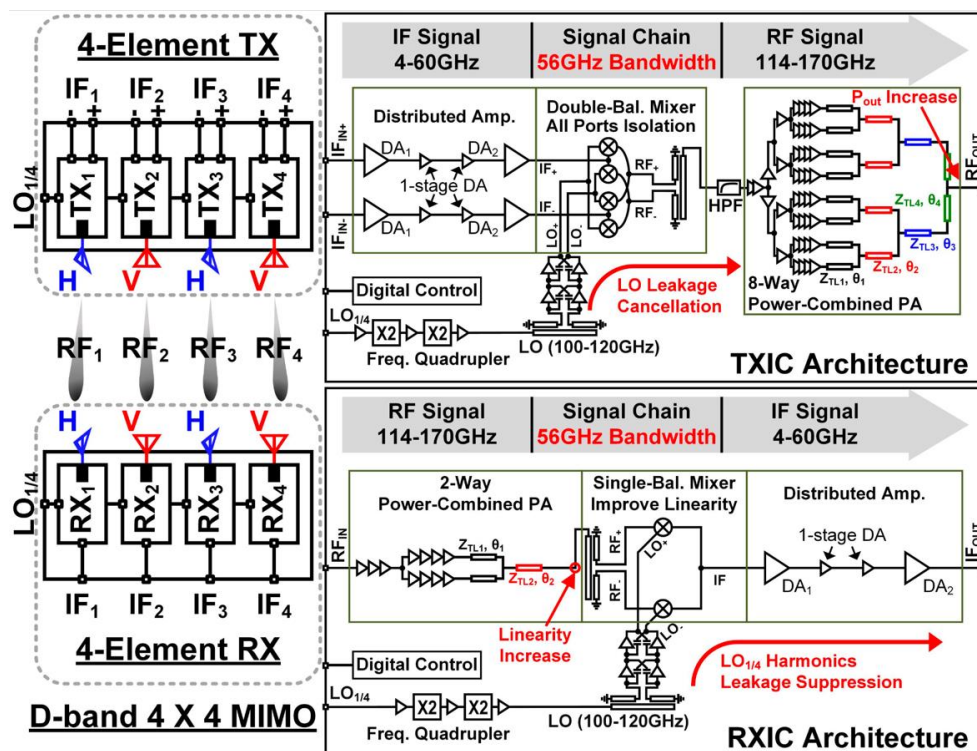 4-Element TX
IF1 IF2 IF3 IF4
- + - + - + - +
LO1/4
TX1 TX2 TX3 TX4
H V H V
RF1 RF2 RF3 RF4
H V H V
LO1/4
RX1 RX2 RX3 RX4
IF1 IF2 IF3 IF4
4-Element RX
D-band 4 X 4 MIMO
IF Signal
4-60GHz
Signal Chain
56GHz Bandwidth
RF Signal
114-170GHz
Distributed Amp.
IFIN+
DA1 DA2
1-stage DA
IFIN-
DA1 DA2
Double-Bal. Mixer
All Ports Isolation
IF+
IF-
RF+
RF-
LO+
LO-
HPF
Pout Increase
RFOUT
ZTL4, θ4
ZTL3, θ3
ZTL2, θ2
ZTL1, θ1
8-Way
Power-Combined PA
LO Leakage
Cancellation
Digital Control
LO1/4
X2 X2
Freq. Quadrupler
LO (100-120GHz)
TXIC Architecture
RF Signal
114-170GHz
Signal Chain
56GHz Bandwidth
IF Signal
4-60GHz
2-Way
Power-Combined PA
RFIN
ZTL1, θ1
ZTL2, θ2
Linearity
Increase
Single-Bal. Mixer
Improve Linearity
RF+
RF-
LO+
LO-
IF
Distributed Amp.
1-stage DA
DA1 DA2
IFOUT
Digital Control
LO1/4
X2 X2
Freq. Quadrupler
LO (100-120GHz)
LO1/4 Harmonics
Leakage Suppression
RXIC Architecture